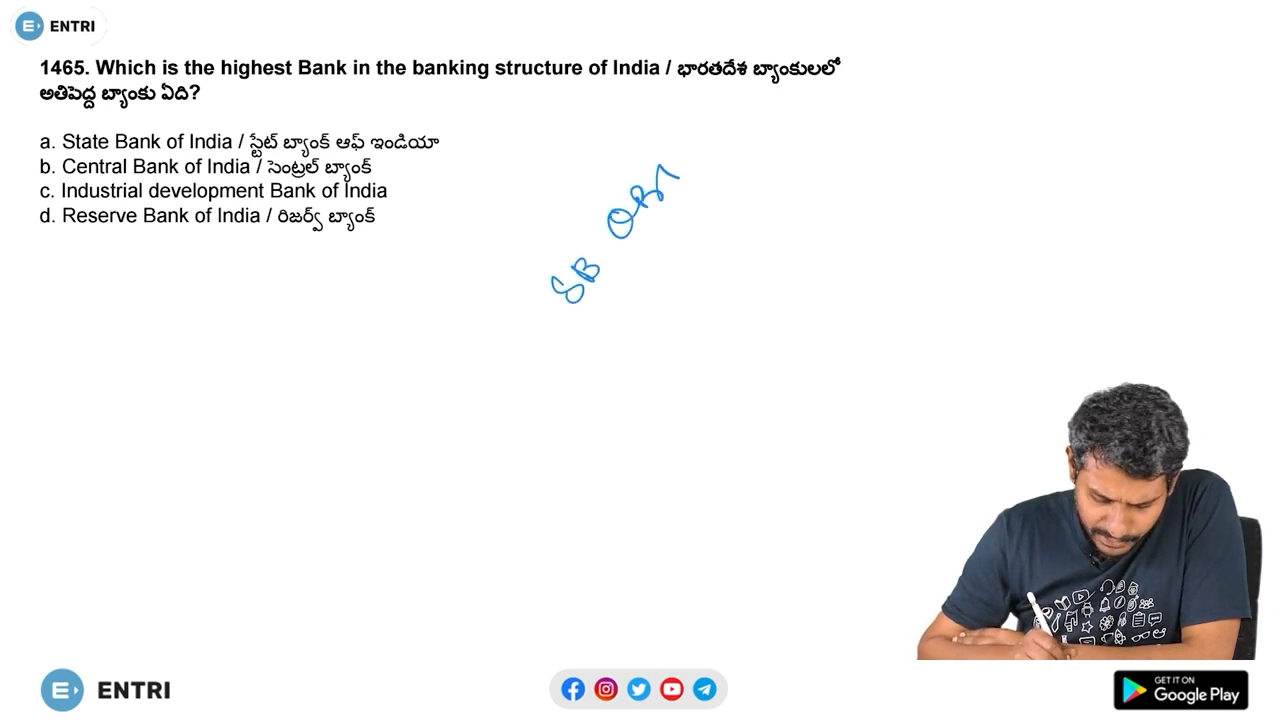 ENTRI
1465. Which is the highest Bank in the banking structure of India / భారతదేశ బ్యాంకులలో
అతిపెద్ద బ్యాంకు ఏది?
a. State Bank of India / స్టేట్ బ్యాంక్ ఆఫ్ ఇండియా
b. Central Bank of India / సెంట్రల్ బ్యాంక్
c. Industrial development Bank of India
d. Reserve Bank of India / రిజర్వ్ బ్యాంక్
SB
ENTRI
GET IT ON
Google Play